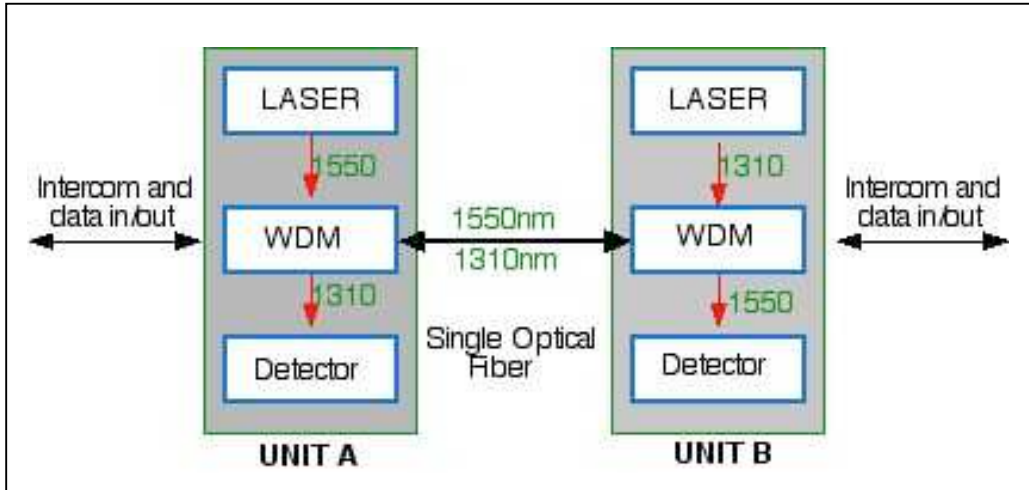 LASER
1550
WDM
1310
Detector
UNIT A
Intercom and
data in/out
1550nm
1310nm
Single Optical
Fiber
LASER
1310
WDM
1550
Detector
UNIT B
Intercom and
data in/out